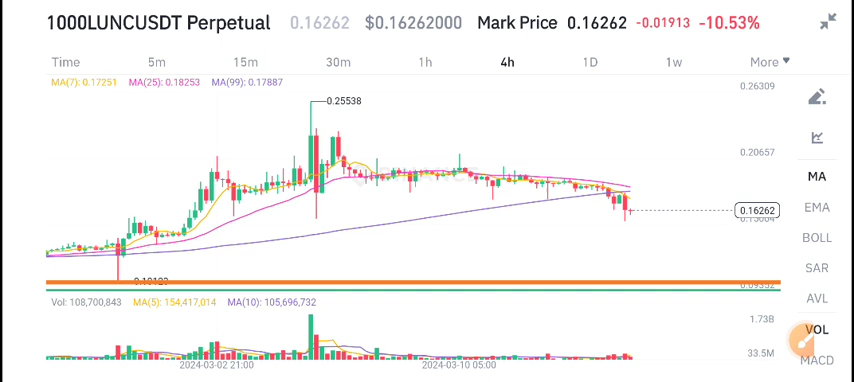 1000LUNCUSDT Perpetual 0.16262 $0.16262000 Mark Price 0.16262 -0.01913 -10.53%
Time 5m 15m 30m 1h 4h 1D 1w More
MA(7): 0.17251 MA(25): 0.18253 MA(99): 0.17887
0.26309
0.25538
0.20657
MA
EMA
0.16262
BOLL
SAR
AVL
Vol: 108,700,843 MA(5): 154,417,014 MA(10): 105,696,732
1.73B
VOL
33.5M
MACD
2024-03-02 21:00 2024-03-10 05:00